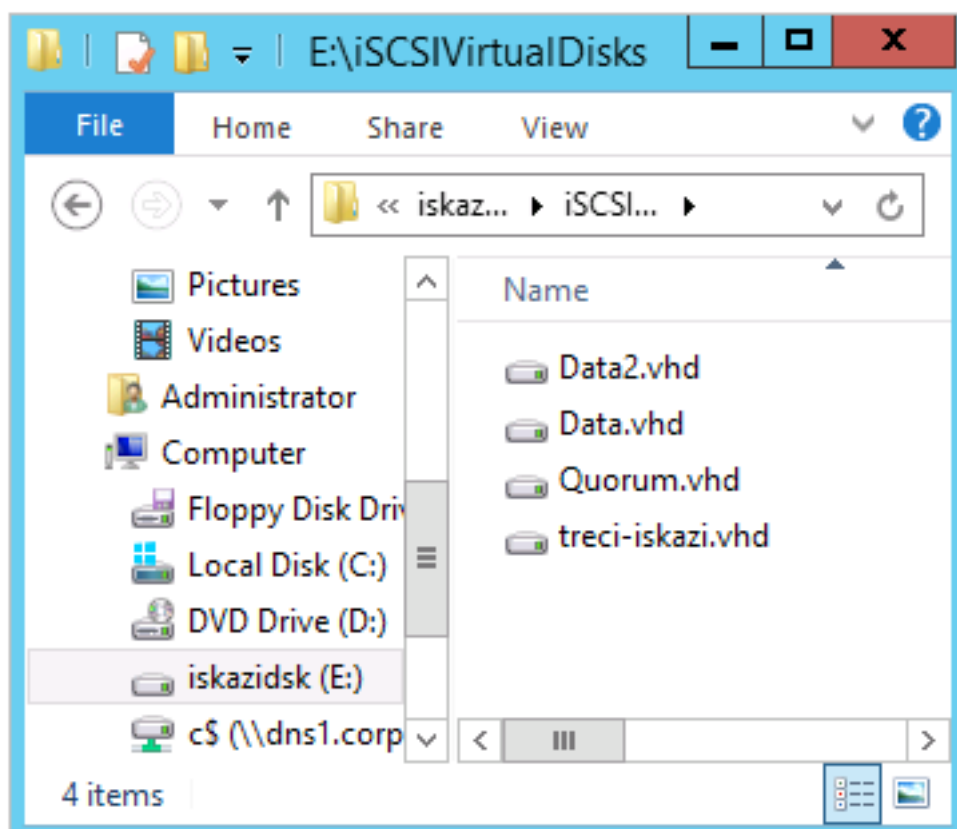 E:\iSCSIVirtualDisks
File Home Share View
« iskaz... iSCSI...
Pictures
Videos
Administrator
Computer
Floppy Disk Driv
Local Disk (C:)
DVD Drive (D:)
iskazidsk (E:)
c$ (\\dns1.corp
Name
Data2.vhd
Data.vhd
Quorum.vhd
treci-iskazi.vhd
4 items